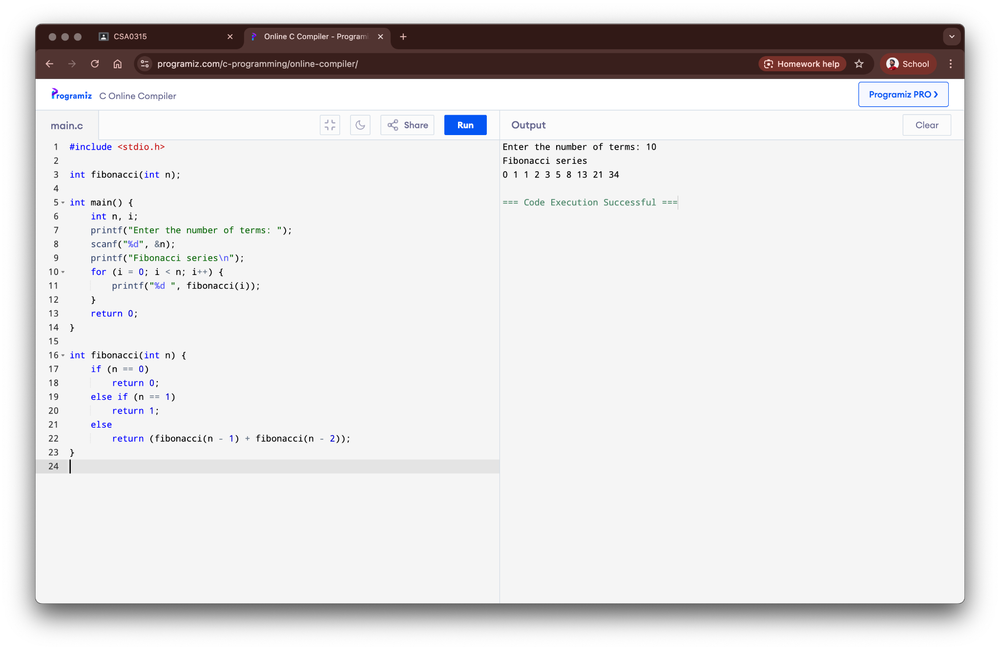 CSA0315
Online C Compiler - Programi
programiz.com/c-programming/online-compiler/
Homework help
School
Programiz
C Online Compiler
Programiz PRO ❯
main.c
Share
Run
Output
Clear
1 #include <stdio.h>
2
3 int fibonacci(int n);
4
5 int main() {
6     int n, i;
7     printf("Enter the number of terms: ");
8     scanf("%d", &n);
9     printf("Fibonacci series\n");
10     for (i = 0; i < n; i++) {
11         printf("%d ", fibonacci(i));
12     }
13     return 0;
14 }
15
16 int fibonacci(int n) {
17     if (n == 0)
18         return 0;
19     else if (n == 1)
20         return 1;
21     else
22         return (fibonacci(n - 1) + fibonacci(n - 2));
23 }
24
Enter the number of terms: 10
Fibonacci series
0 1 1 2 3 5 8 13 21 34
=== Code Execution Successful ===